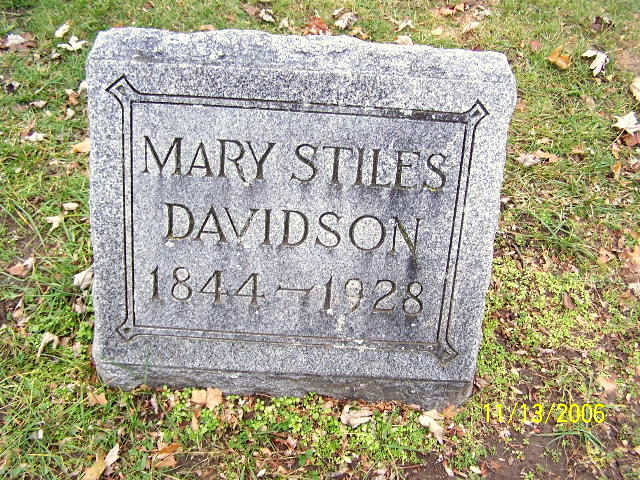 MARY STILES
DAVIDSON
1844-1928
11/13/2006